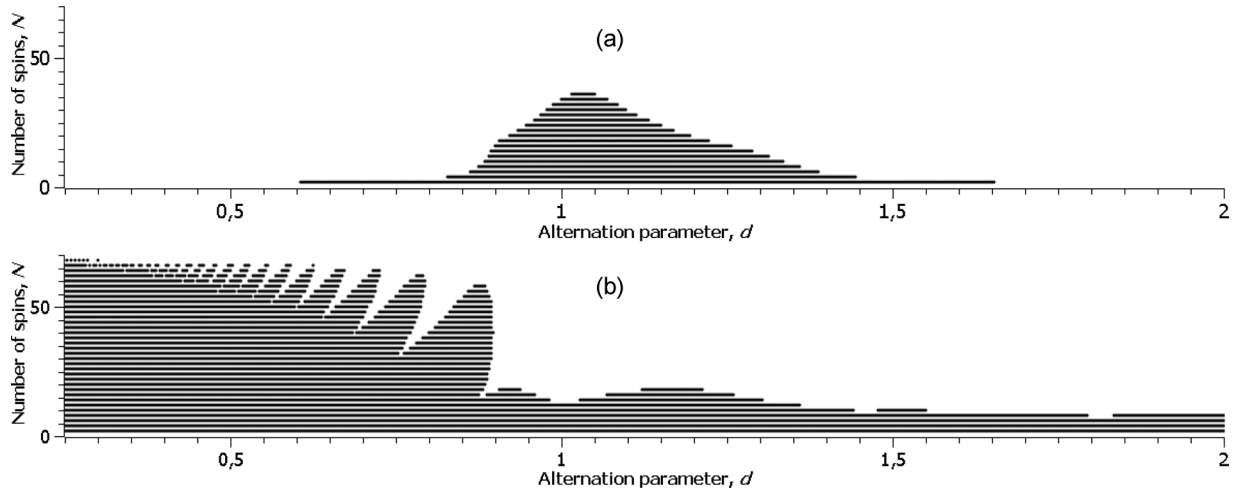 (a)
Number of spins, N
50
0
0,5
1
1,5
2
Alternation parameter, d
(b)
Number of spins, N
50
0
0,5
1
1,5
2
Alternation parameter, d